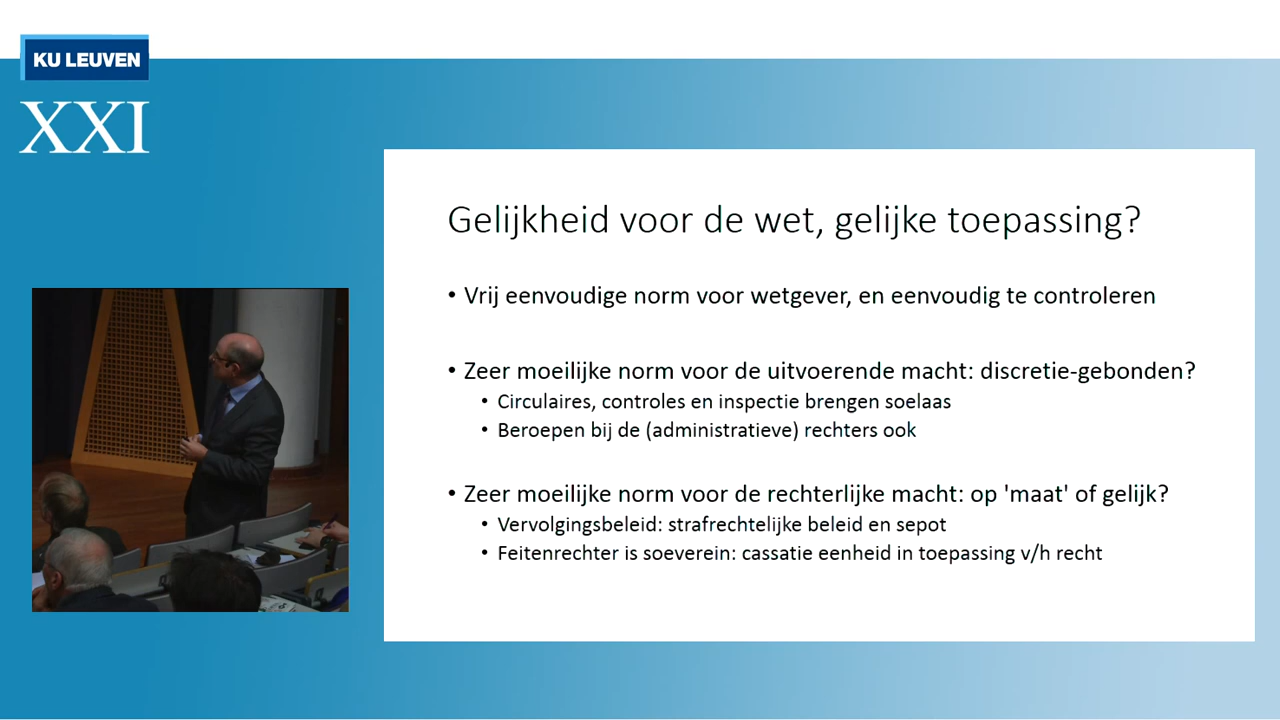 KU LEUVEN
XXI
Gelijkheid voor de wet, gelijke toepassing?
• Vrij eenvoudige norm voor wetgever, en eenvoudig te controleren
• Zeer moeilijke norm voor de uitvoerende macht: discretie-gebonden?
• Circulaires, controles en inspectie brengen soelaas
• Beroepen bij de (administratieve) rechters ook
• Zeer moeilijke norm voor de rechterlijke macht: op 'maat' of gelijk?
• Vervolgingsbeleid: strafrechtelijke beleid en sepot
• Feitenrechter is soeverein: cassatie eenheid in toepassing v/h recht